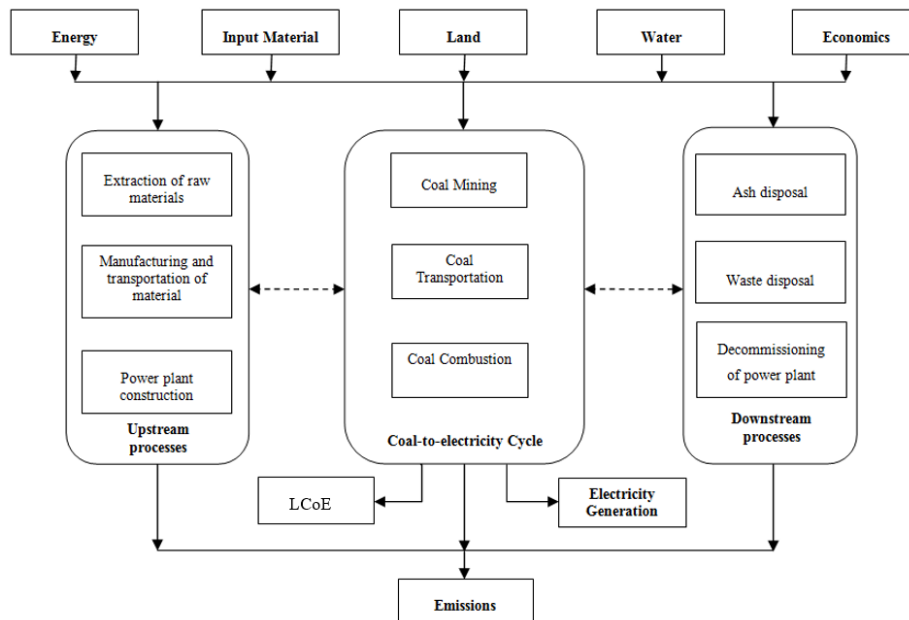 Energy
Input Material
Land
Water
Economics
Extraction of raw
materials
Manufacturing and
transportation of
material
Power plant
construction
Upstream
processes
Coal Mining
Coal
Transportation
Coal Combustion
Coal-to-electricity Cycle
Ash disposal
Waste disposal
Decommissioning
of power plant
Downstream
processes
LCoE
Electricity
Generation
Emissions